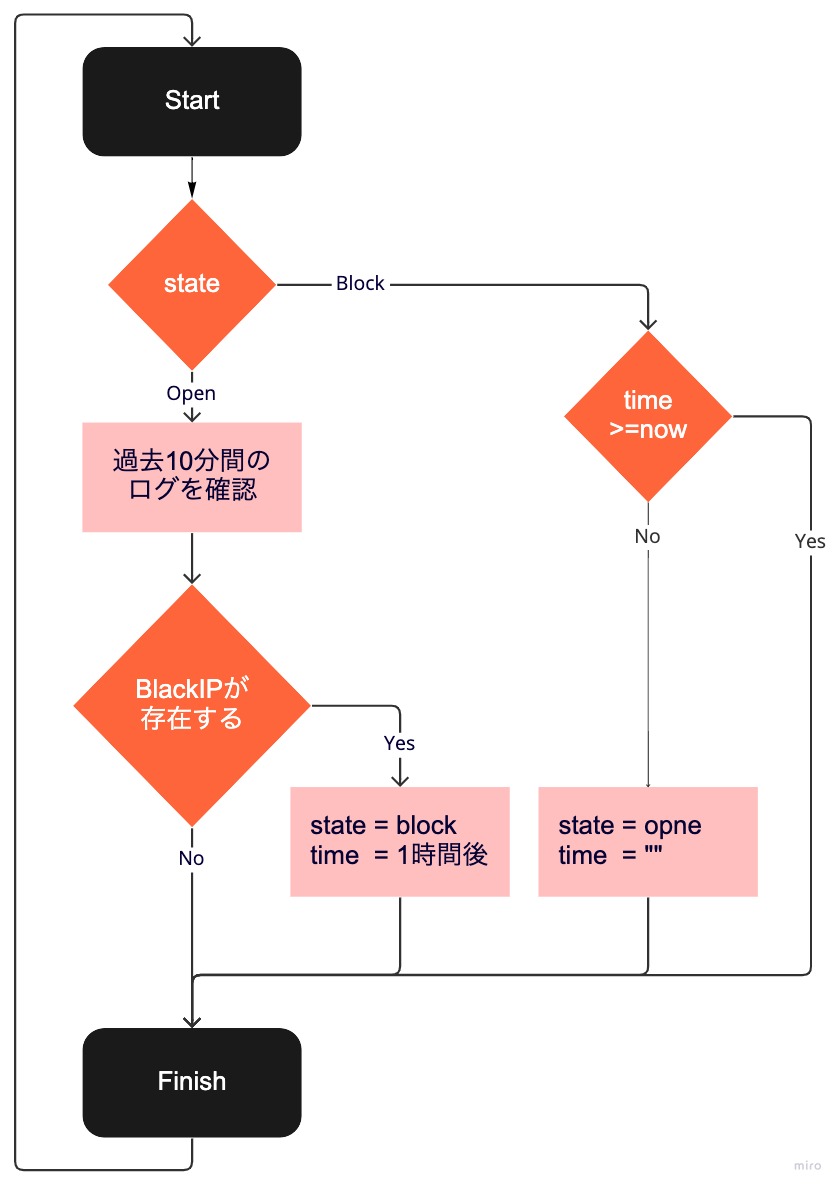 Start
state
Block
Open
time
>=now
過去10分間の
ログを確認
No
Yes
BlackIPが
存在する
Yes
state = block
time  = 1時間後
state = opne
time  = ""
No
Finish
miro